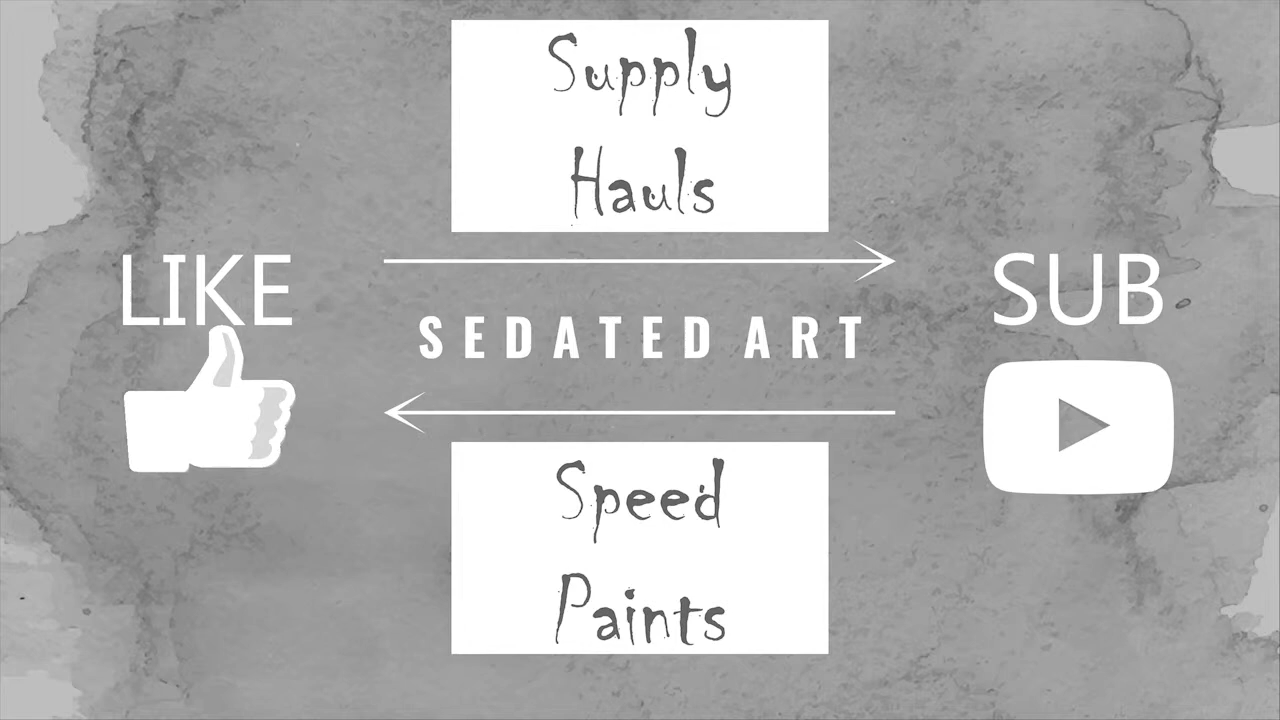 Supply
Hauls
LIKE
SUB
SEDATED ART
Speed
Paints